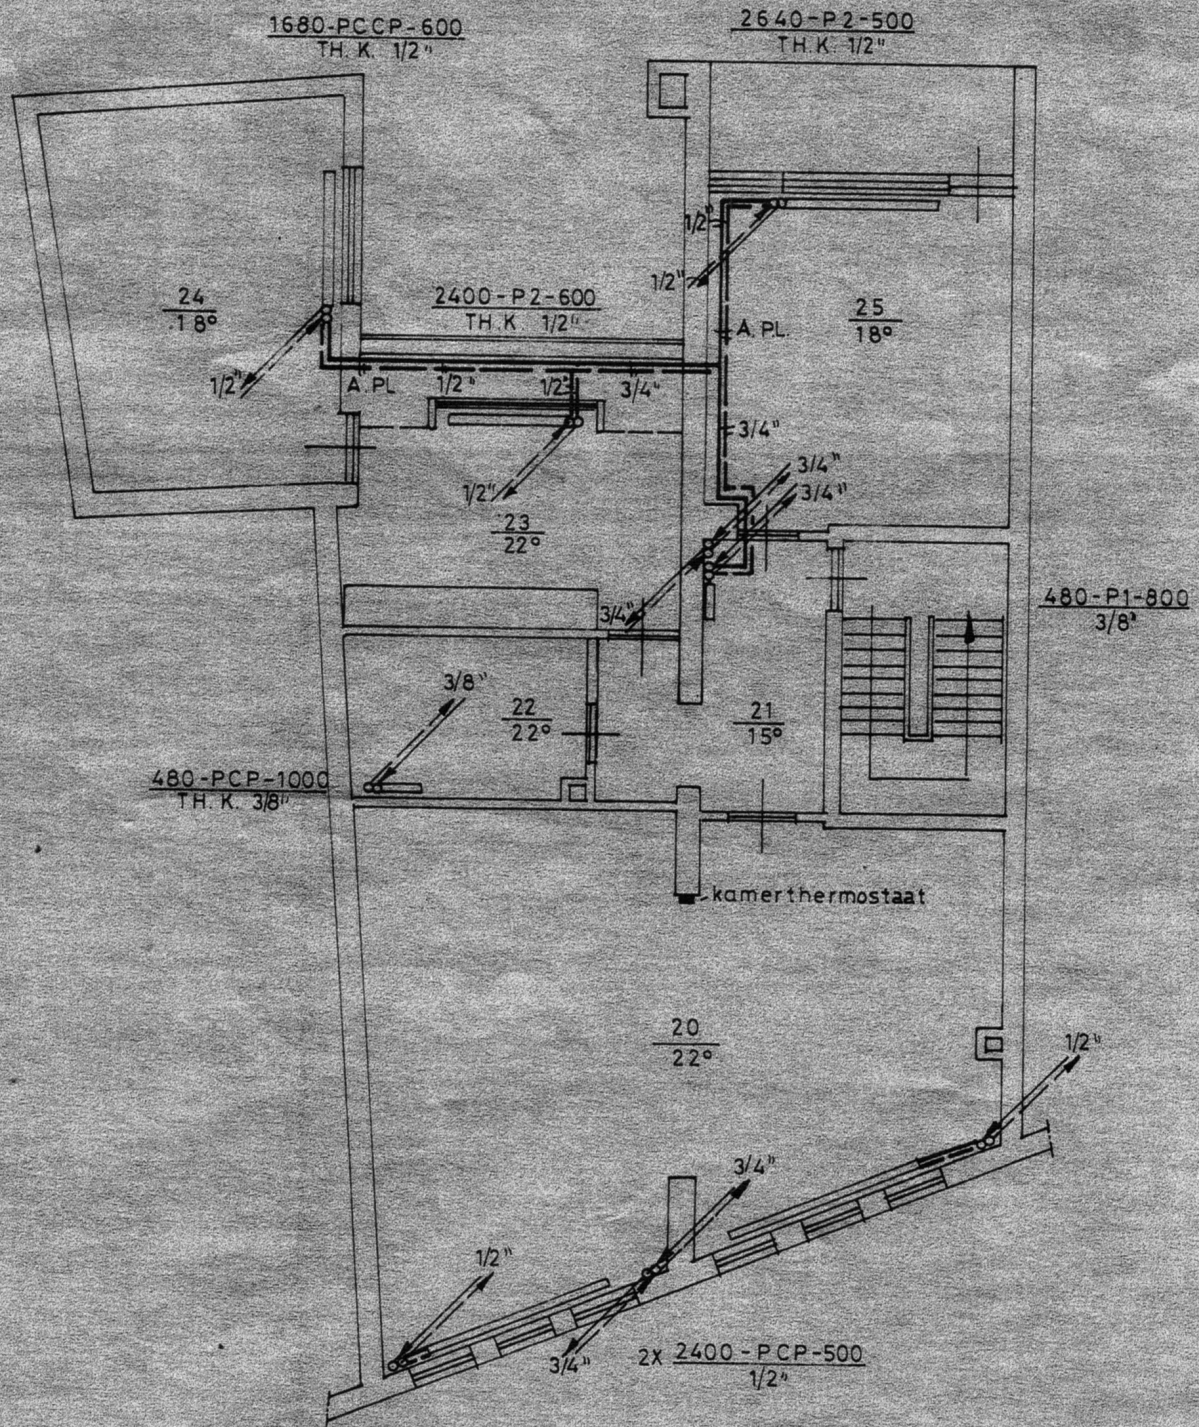 1680-PCCP-600
TH. K. 1/2"
2640-P2-500
TH.K. 1/2"
1/2"
1/2"
24
18°
2400-P2-600
TH.K 1/2"
25
18°
A. PL.
1/2"
A. PL
1/2"
1/2"
3/4"
3/4"
3/4"
3/4"
1/2"
23
22°
3/4"
480-P1-800
3/8"
3/8"
22
22°
21
15°
480-PCP-1000
TH. K. 3/8"
kamerthermostaat
20
22°
1/2"
3/4"
1/2"
3/4"
2X 2400-PCP-500
1/2"